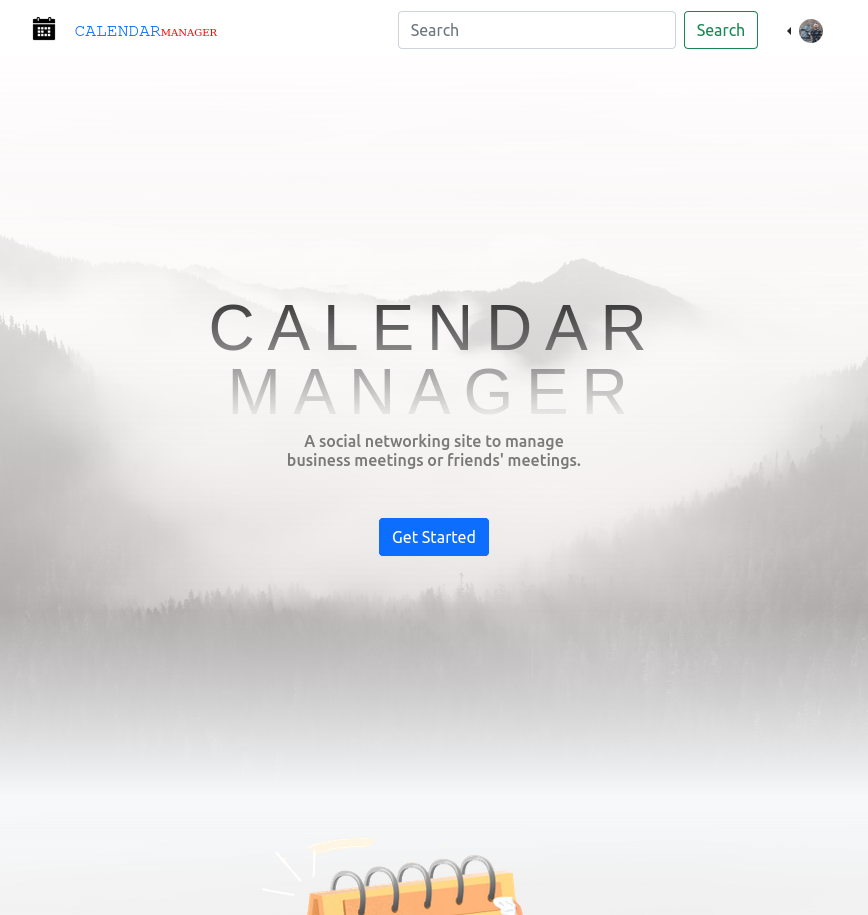 CALENDARMANAGER
Search
Search
CALENDAR
MANAGER
A social networking site to manage
business meetings or friends' meetings.
Get Started